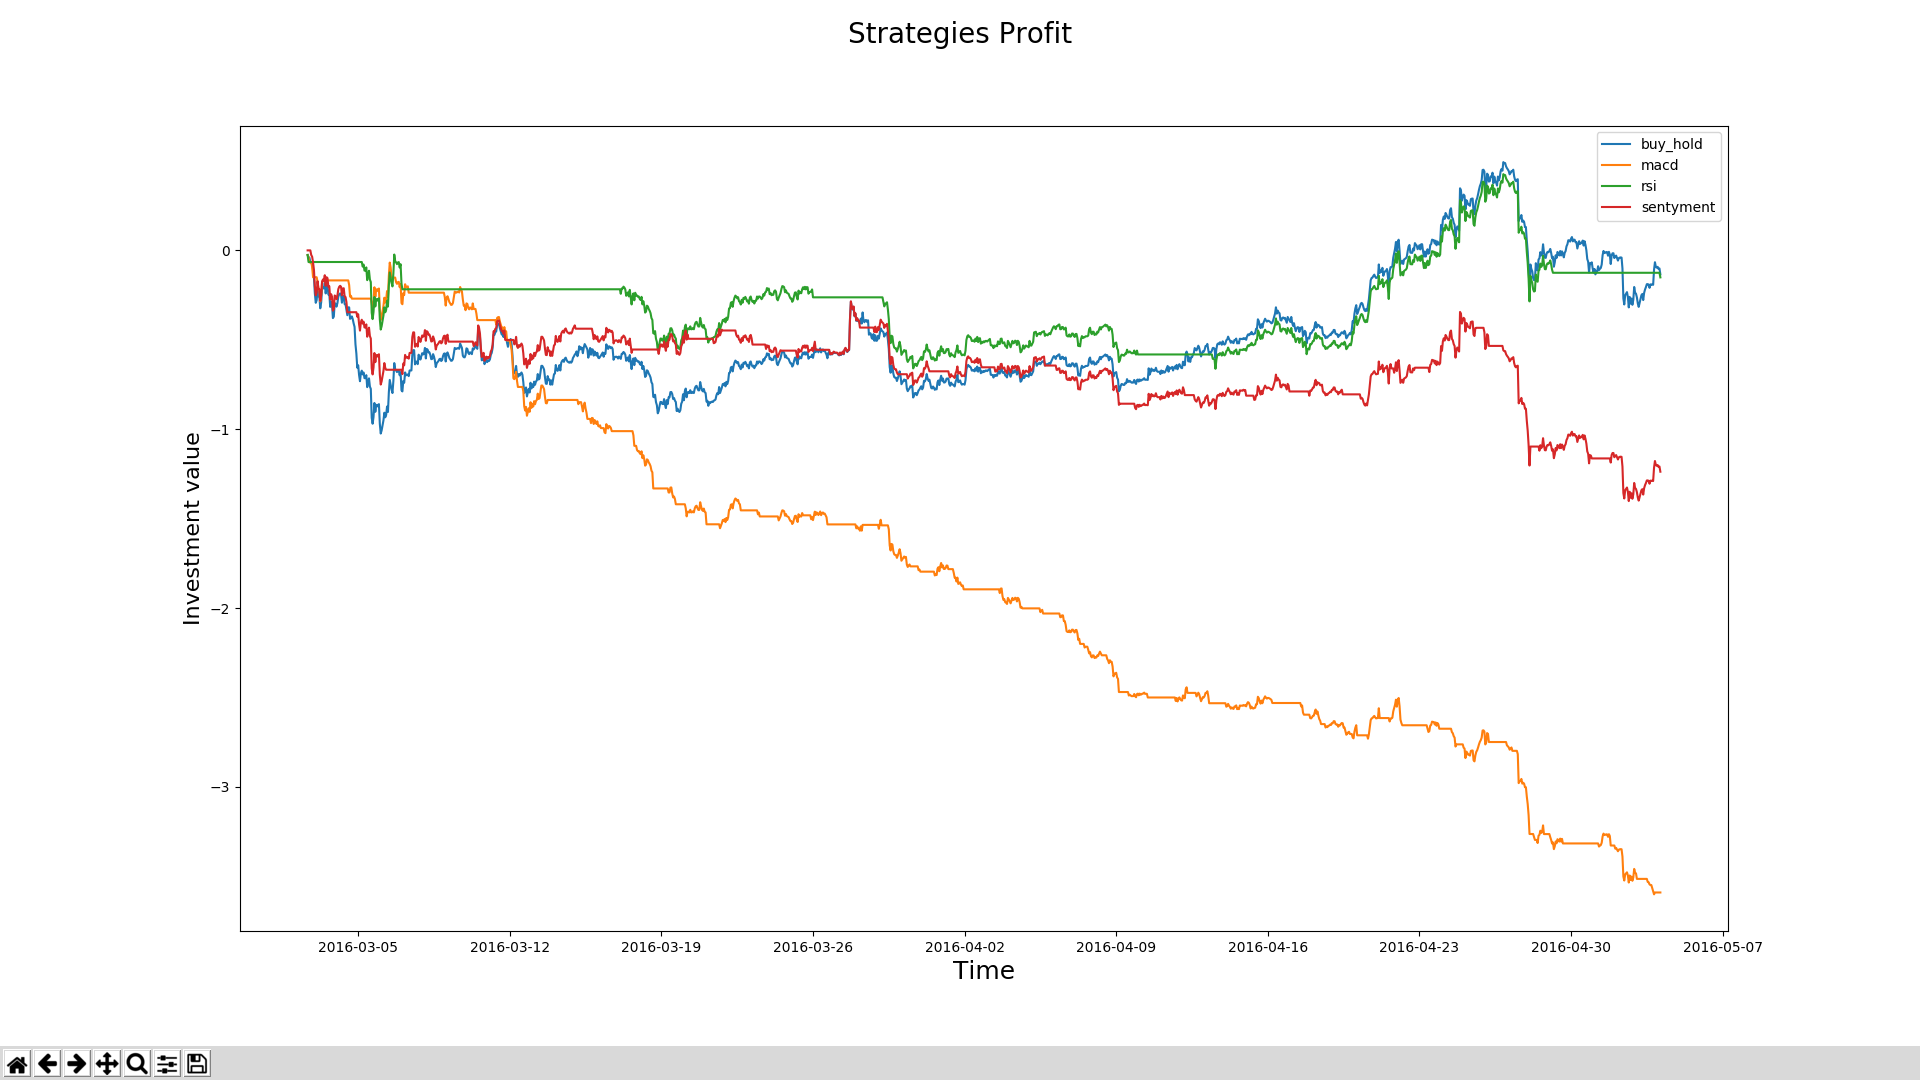 Strategies Profit
buy_hold
macd
rsi
sentyment
Investment value
0
−1
−2
−3
2016-03-05 2016-03-12 2016-03-19 2016-03-26 2016-04-02 2016-04-09 2016-04-16 2016-04-23 2016-04-30 2016-05-07
Time